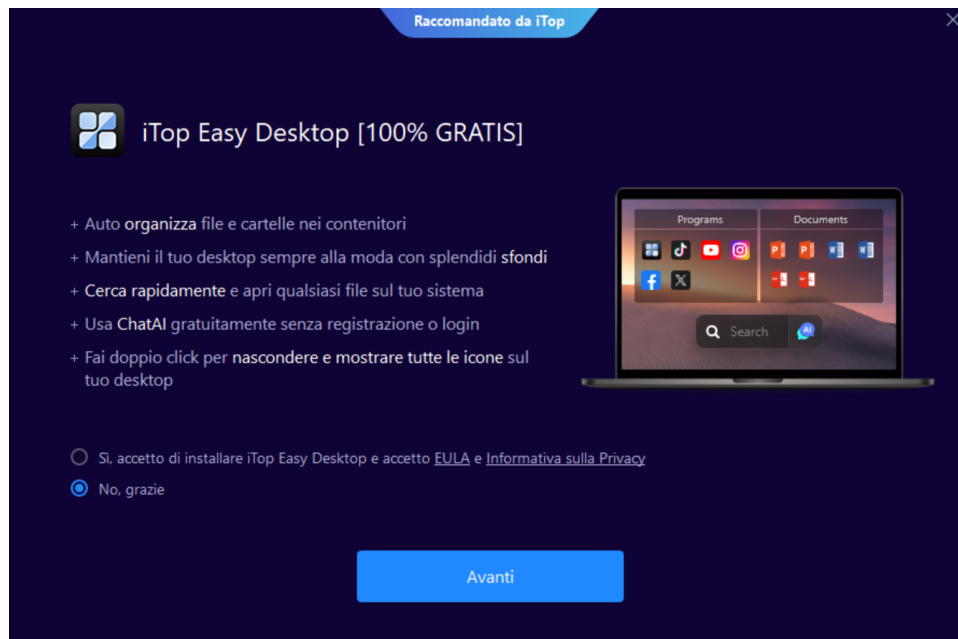 Raccomandato da iTop
iTop Easy Desktop [100% GRATIS]
+ Auto organizza file e cartelle nei contenitori
+ Mantieni il tuo desktop sempre alla moda con splendidi sfondi
+ Cerca rapidamente e apri qualsiasi file sul tuo sistema
+ Usa ChatAI gratuitamente senza registrazione o login
+ Fai doppio click per nascondere e mostrare tutte le icone sul
tuo desktop
Programs
Documents
Search
AI
Sì, accetto di installare iTop Easy Desktop e accetto EULA e Informativa sulla Privacy
No, grazie
Avanti